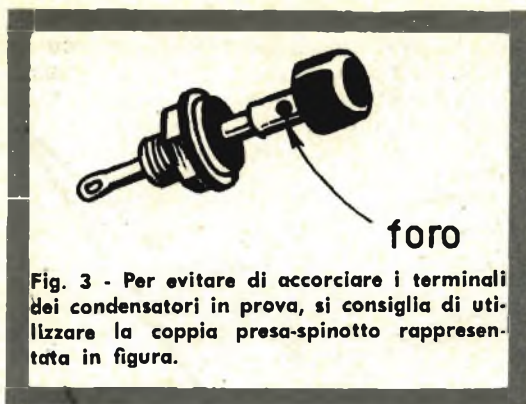 foro
Fig. 3 - Per evitare di accorciare i terminali
dei condensatori in prova, si consiglia di uti-
lizzare la coppia presa-spinotto rappresen-
tata in figura.